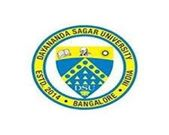 DAYANANDA SAGAR UNIVERSITY
DSU
ESTD. 2014 • BANGALORE • INDIA